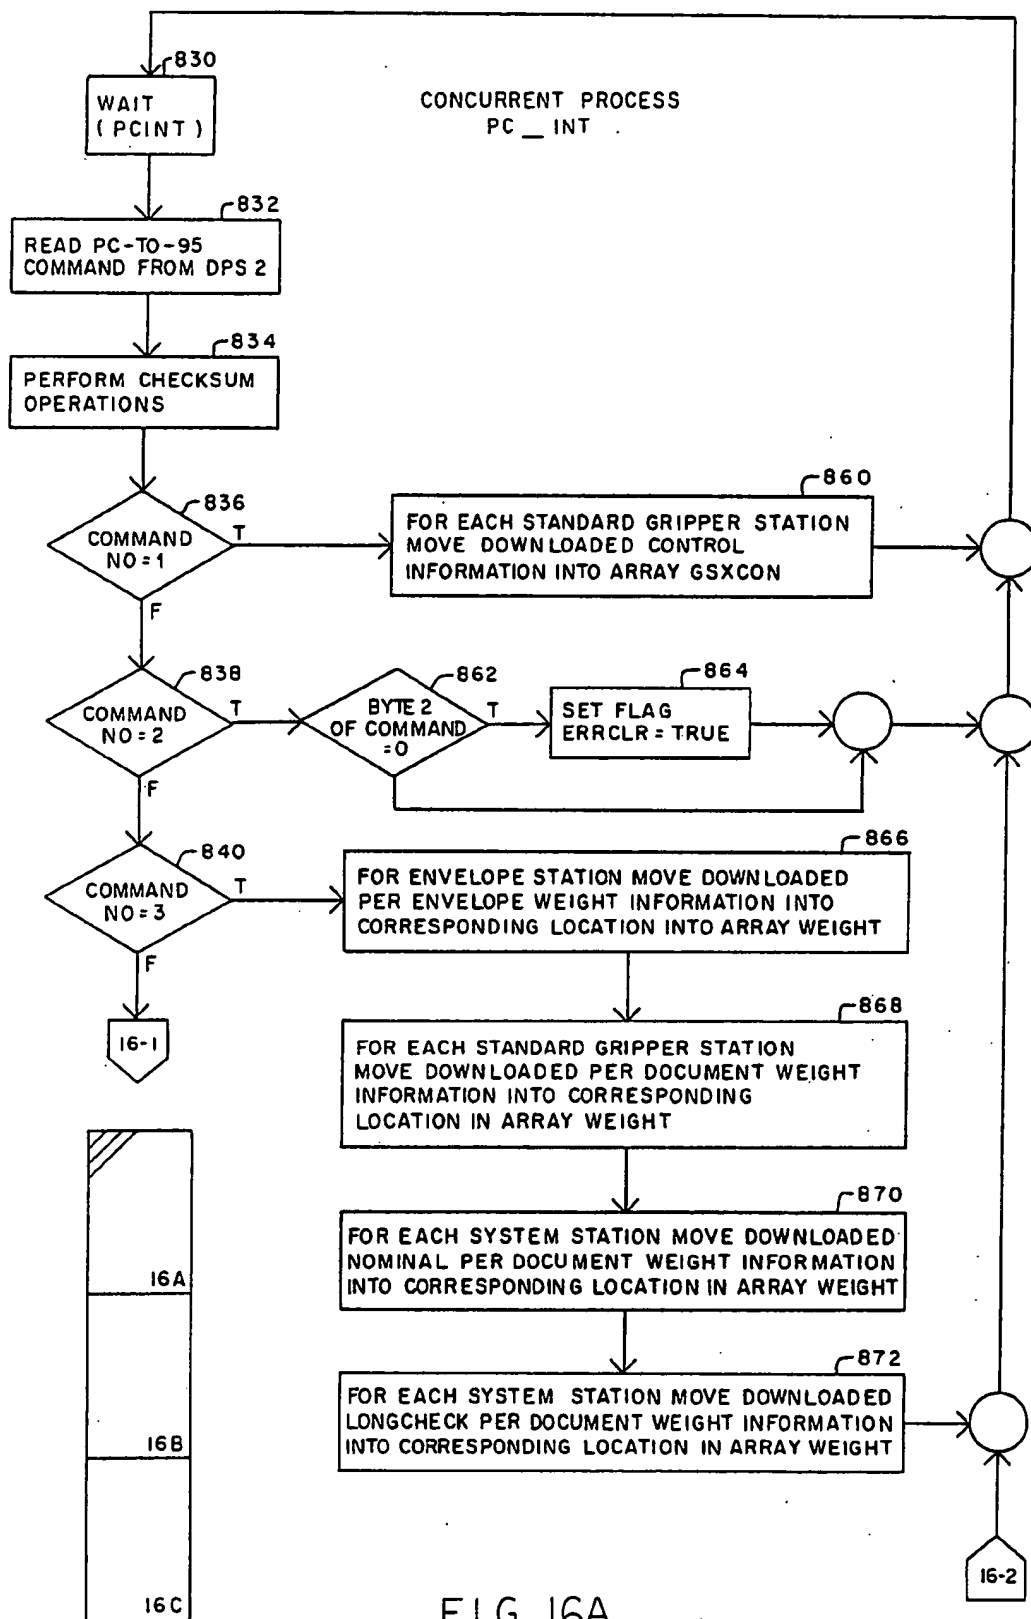 830
WAIT
(PCINT)
CONCURRENT PROCESS
PC_INT
832
READ PC-TO-95
COMMAND FROM DPS 2
834
PERFORM CHECKSUM
OPERATIONS
836
COMMAND
NO=1
T
F
860
FOR EACH STANDARD GRIPPER STATION
MOVE DOWNLOADED CONTROL
INFORMATION INTO ARRAY GSXCON
838
COMMAND
NO=2
T
F
862
BYTE 2
OF COMMAND
=0
T
864
SET FLAG
ERRCLR=TRUE
840
COMMAND
NO=3
T
F
866
FOR ENVELOPE STATION MOVE DOWNLOADED
PER ENVELOPE WEIGHT INFORMATION INTO
CORRESPONDING LOCATION INTO ARRAY WEIGHT
16-1
868
FOR EACH STANDARD GRIPPER STATION
MOVE DOWNLOADED PER DOCUMENT WEIGHT
INFORMATION INTO CORRESPONDING
LOCATION IN ARRAY WEIGHT
870
FOR EACH SYSTEM STATION MOVE DOWNLOADED
NOMINAL PER DOCUMENT WEIGHT INFORMATION
INTO CORRESPONDING LOCATION IN ARRAY WEIGHT
872
FOR EACH SYSTEM STATION MOVE DOWNLOADED
LONGCHECK PER DOCUMENT WEIGHT INFORMATION
INTO CORRESPONDING LOCATION IN ARRAY WEIGHT
16-2
16A
16B
16C
FIG. 16A